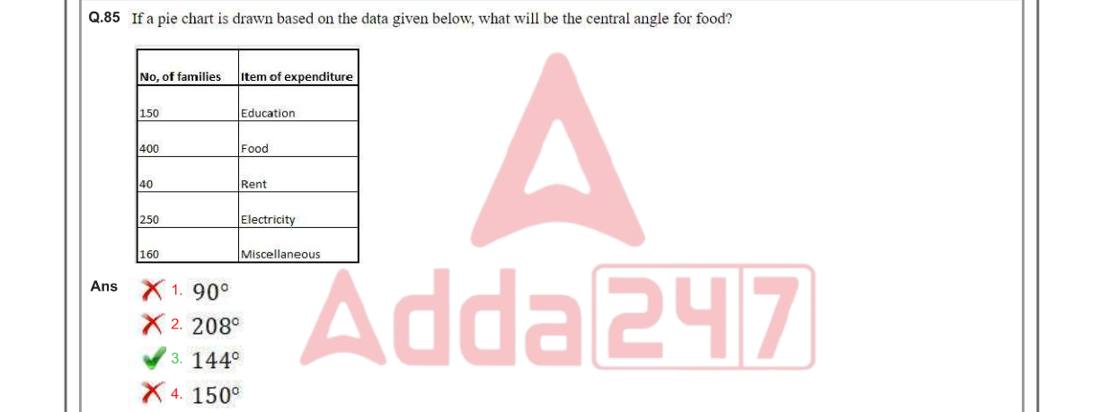 Q.85 If a pie chart is drawn based on the data given below, what will be the central angle for food?
No, of families Item of expenditure
150 Education
400 Food
40 Rent
250 Electricity
160 Miscellaneous
Ans 1. 90°
2. 208°
3. 144°
4. 150°
Adda247